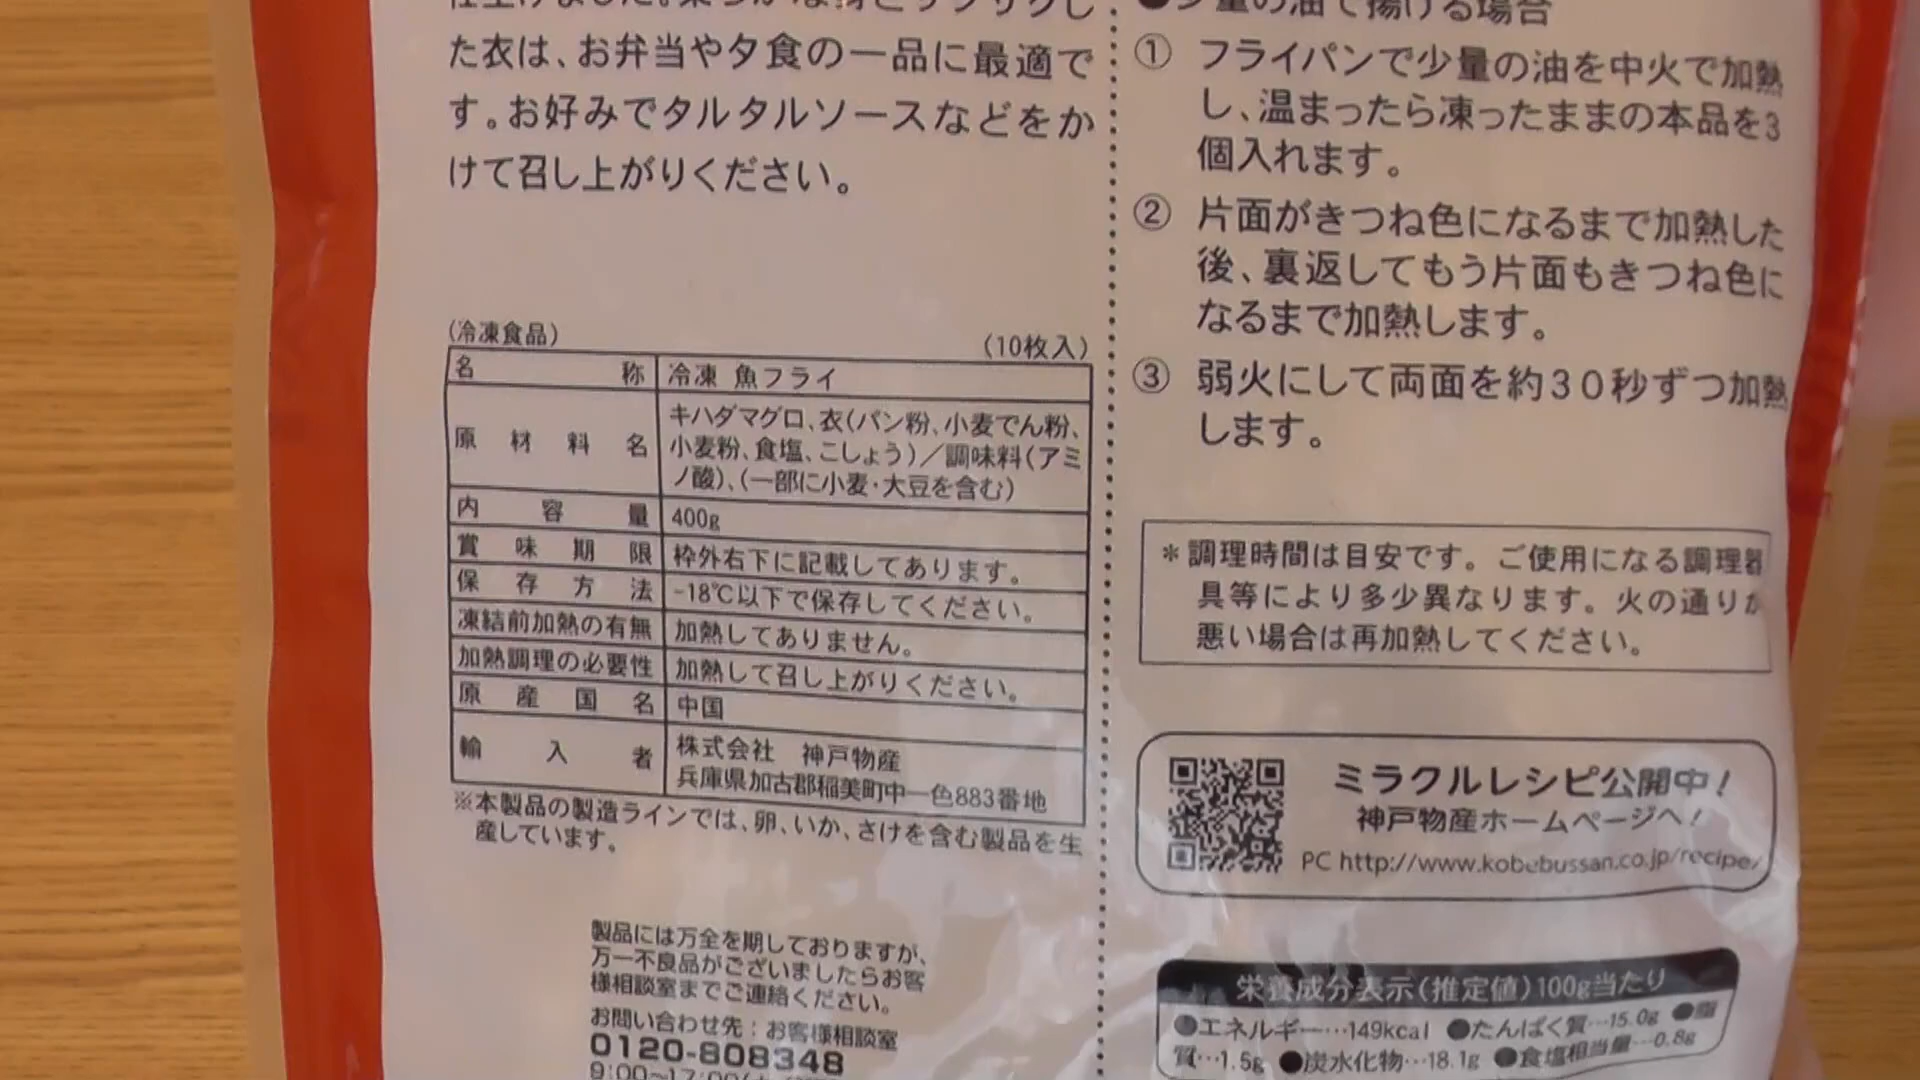 た衣は、お弁当や夕食の一品に最適で
す。お好みでタルタルソースなどをか
けて召し上がりください。
(冷凍食品)
(10枚入)
名称 冷凍 魚フライ
原材料名 キハダマグロ、衣(パン粉、小麦でん粉、
小麦粉、食塩、こしょう)/調味料(アミ
ノ酸)、(一部に小麦・大豆を含む)
内容量 400g
賞味期限 枠外右下に記載してあります。
保存方法 -18℃以下で保存してください。
凍結前加熱の有無 加熱してありません。
加熱調理の必要性 加熱して召し上がりください。
原産国名 中国
輸入者 株式会社 神戸物産
兵庫県加古郡稲美町中一色883番地
※本製品の製造ラインでは、卵、いか、さけを含む製品を生
産しています。
製品には万全を期しておりますが、
万一不良品がございましたらお客
様相談室までご連絡ください。
お問い合わせ先:お客様相談室
0120-808348
9:00~17:00
●少量の油で揚げる場合
① フライパンで少量の油を中火で加熱
し、温まったら凍ったままの本品を3
個入れます。
② 片面がきつね色になるまで加熱した
後、裏返してもう片面もきつね色に
なるまで加熱します。
③ 弱火にして両面を約30秒ずつ加熱
します。
*調理時間は目安です。ご使用になる調理器
具等により多少異なります。火の通りが
悪い場合は再加熱してください。
ミラクルレシピ公開中!
神戸物産ホームページへ!
PC http://www.kobebussan.co.jp/recipe/
栄養成分表示(推定値)100g当たり
●エネルギー…149kcal ●たんぱく質…15.0g ●脂
質…1.5g ●炭水化物…18.1g ●食塩相当量…0.8g